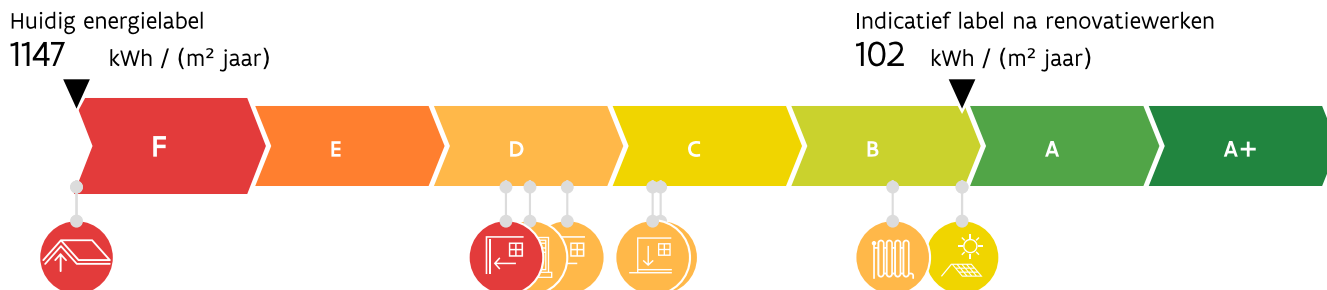 Huidig energielabel
1147 kWh / (m² jaar)
Indicatief label na renovatiewerken
102 kWh / (m² jaar)
F E D C B A A+